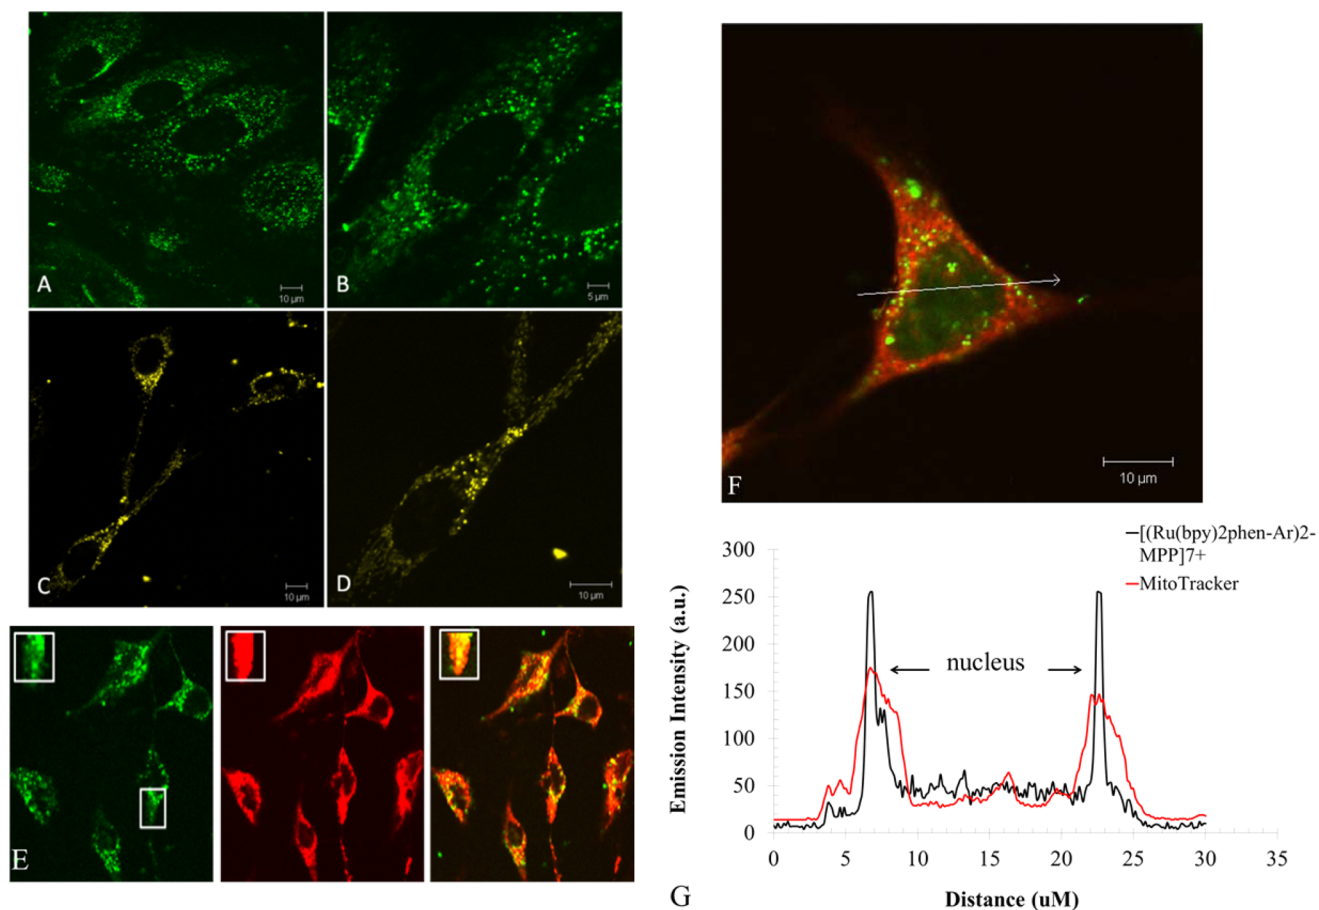 A
10 µm
B
5 µm
C
10 µm
D
10 µm
E
F
10 µm
[(Ru(bpy)2phen-Ar)2-
MPP]7+
MitoTracker
300
250
200
150
100
50
0
nucleus
Emission Intensity (a.u.)
0 5 10 15 20 25 30 35
Distance (uM)
G